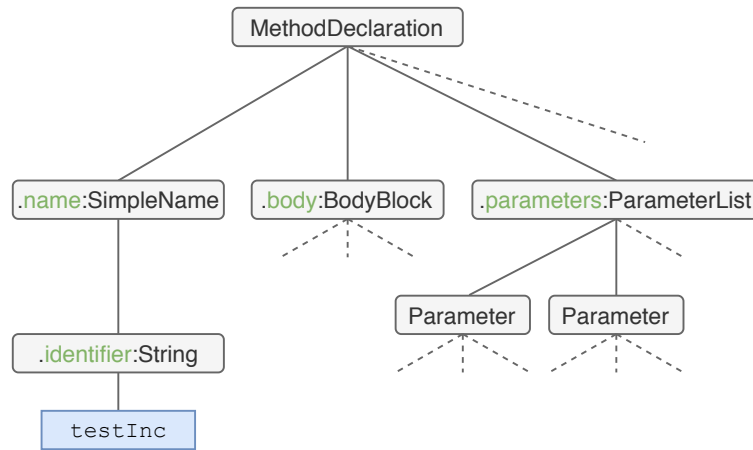 MethodDeclaration
.name:SimpleName
.body:BodyBlock
.parameters:ParameterList
Parameter
Parameter
.identifier:String
testInc